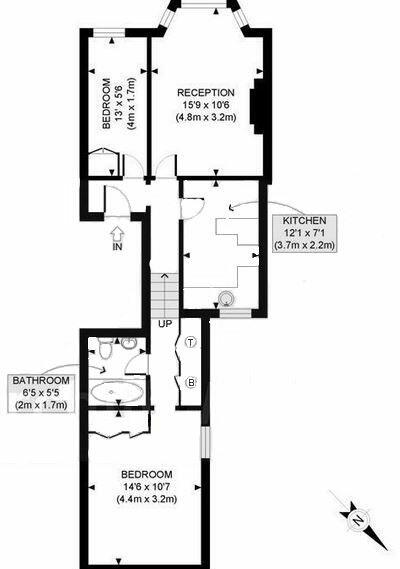 BEDROOM
13' x 5'6
(4m x 1.7m)
RECEPTION
15'9 x 10'6
(4.8m x 3.2m)
KITCHEN
12'1 x 7'1
(3.7m x 2.2m)
IN
UP
T
B
BATHROOM
6'5 x 5'5
(2m x 1.7m)
BEDROOM
14'6 x 10'7
(4.4m x 3.2m)
N